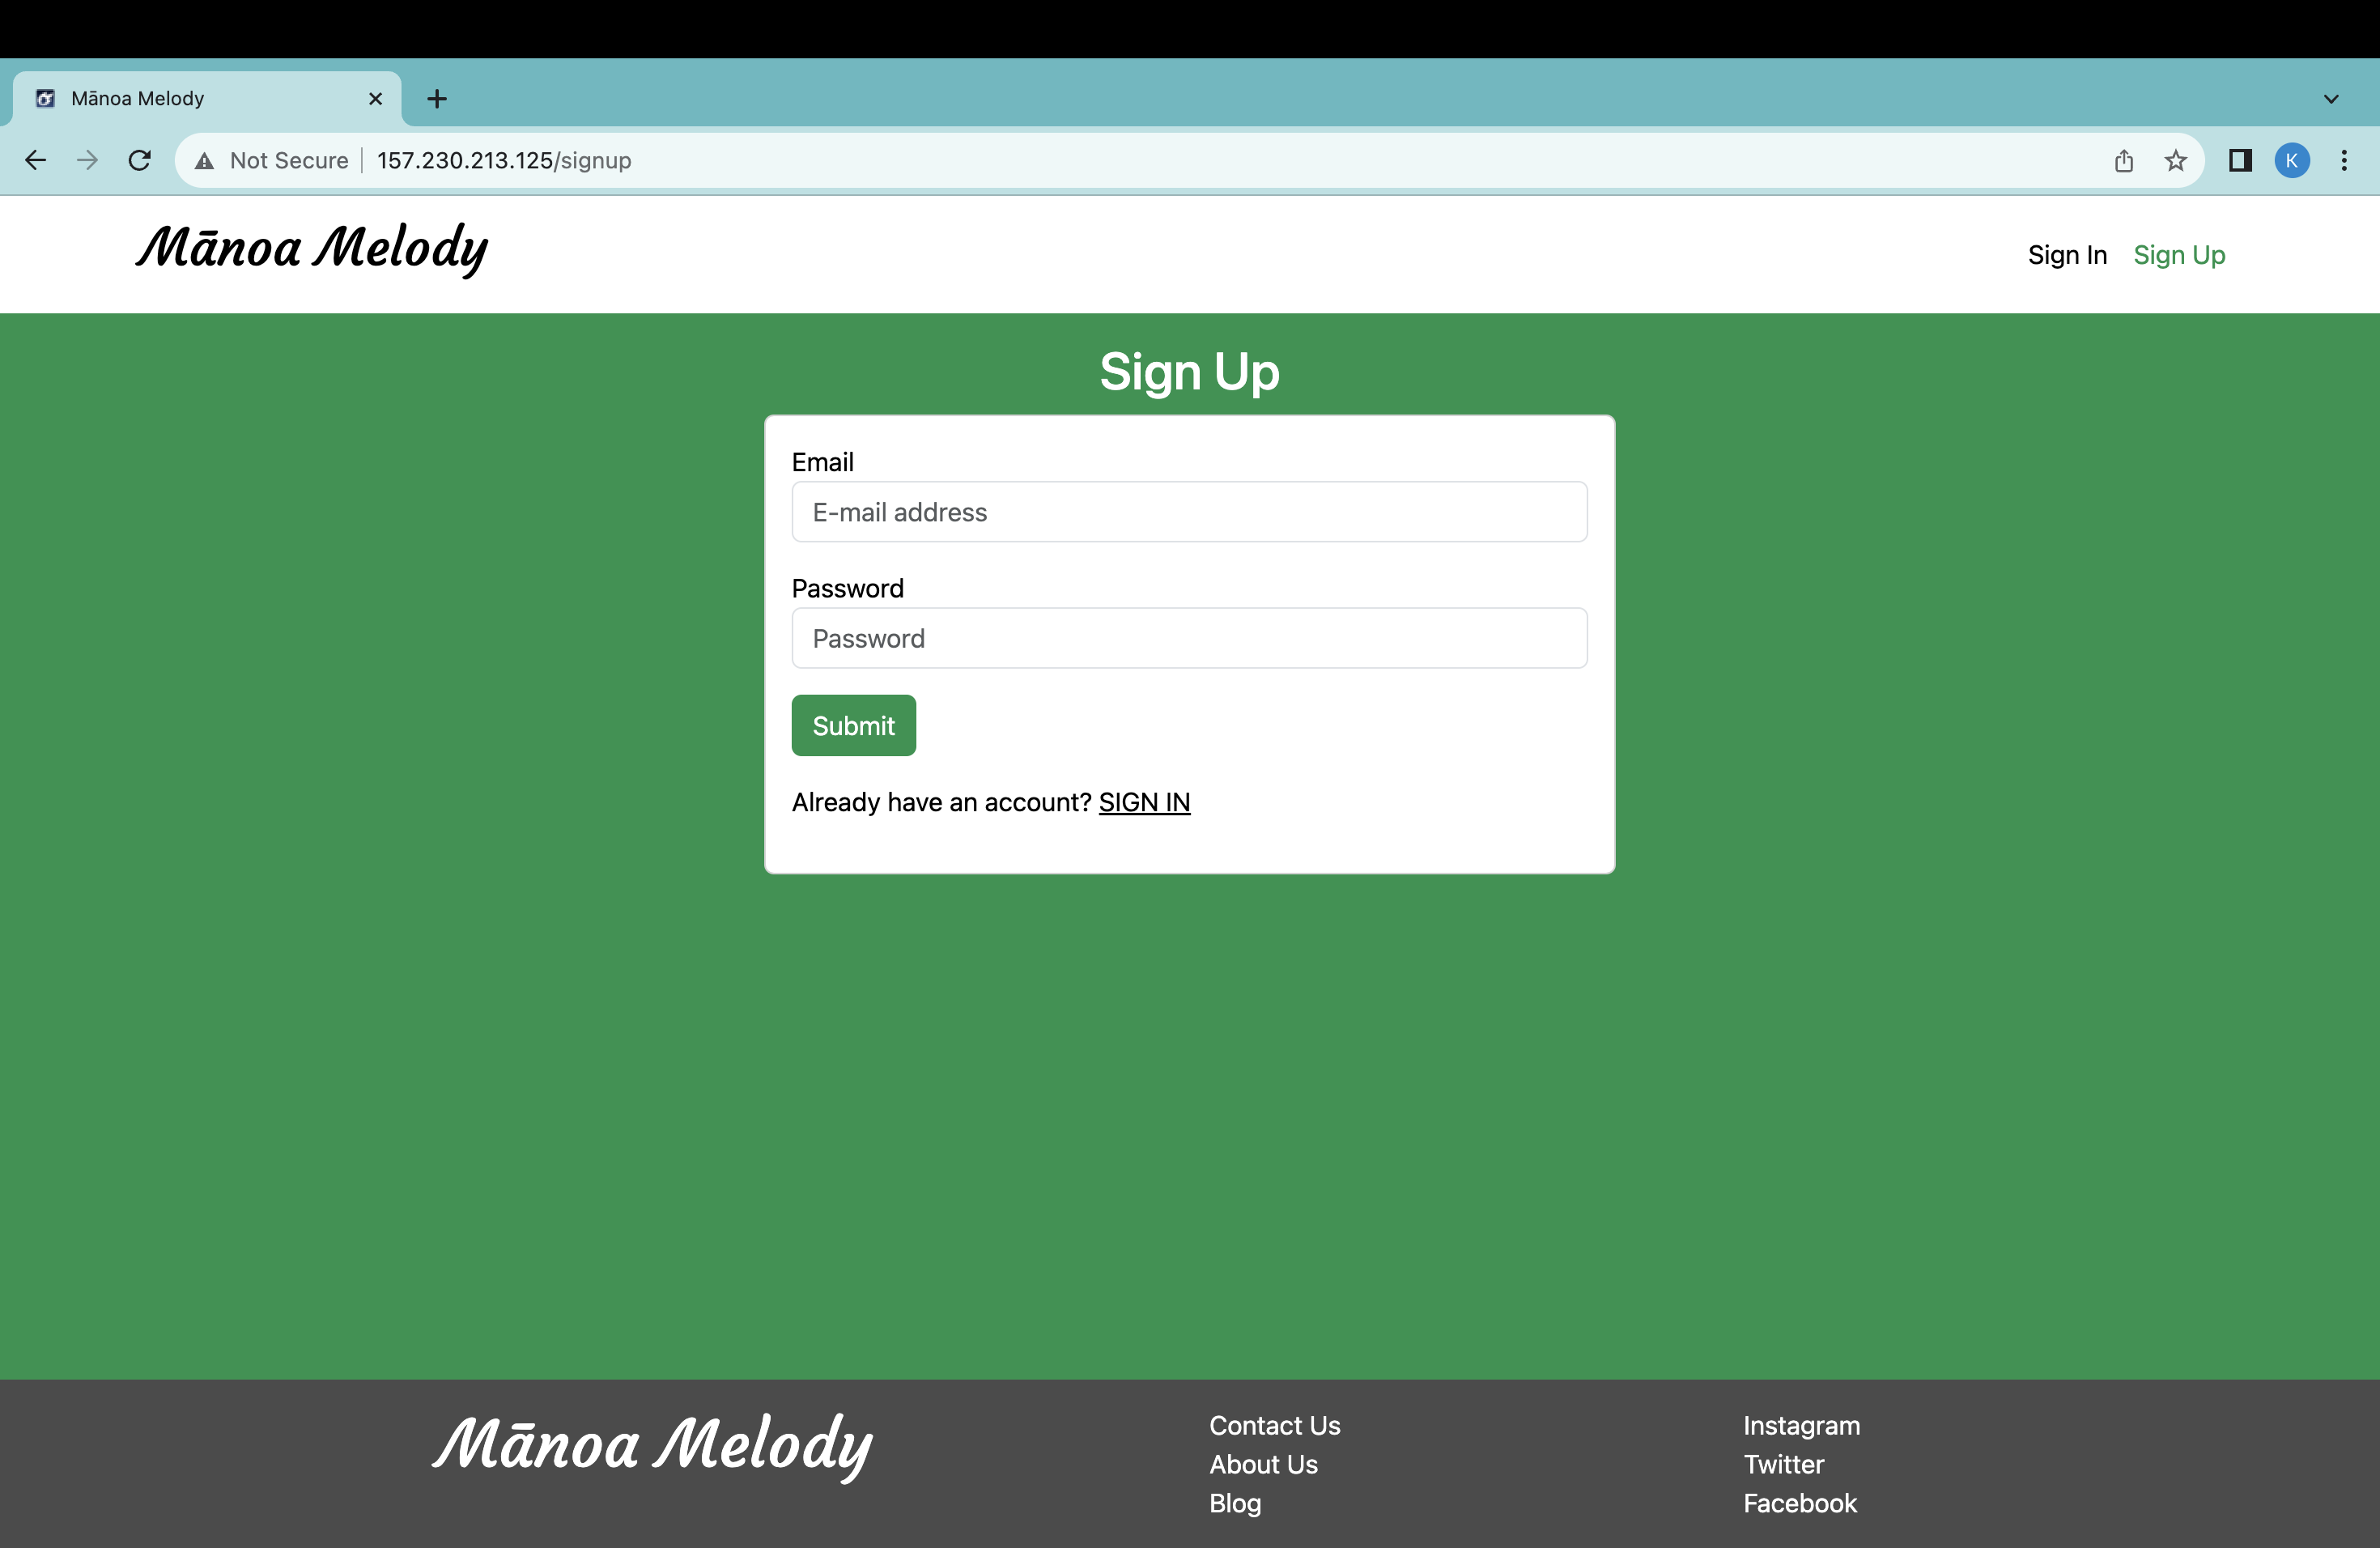 Mānoa Melody
Not Secure 157.230.213.125/signup
K
Mānoa Melody
Sign In Sign Up
Sign Up
Email
E-mail address
Password
Password
Submit
Already have an account? SIGN IN
Mānoa Melody
Contact Us
About Us
Blog
Instagram
Twitter
Facebook